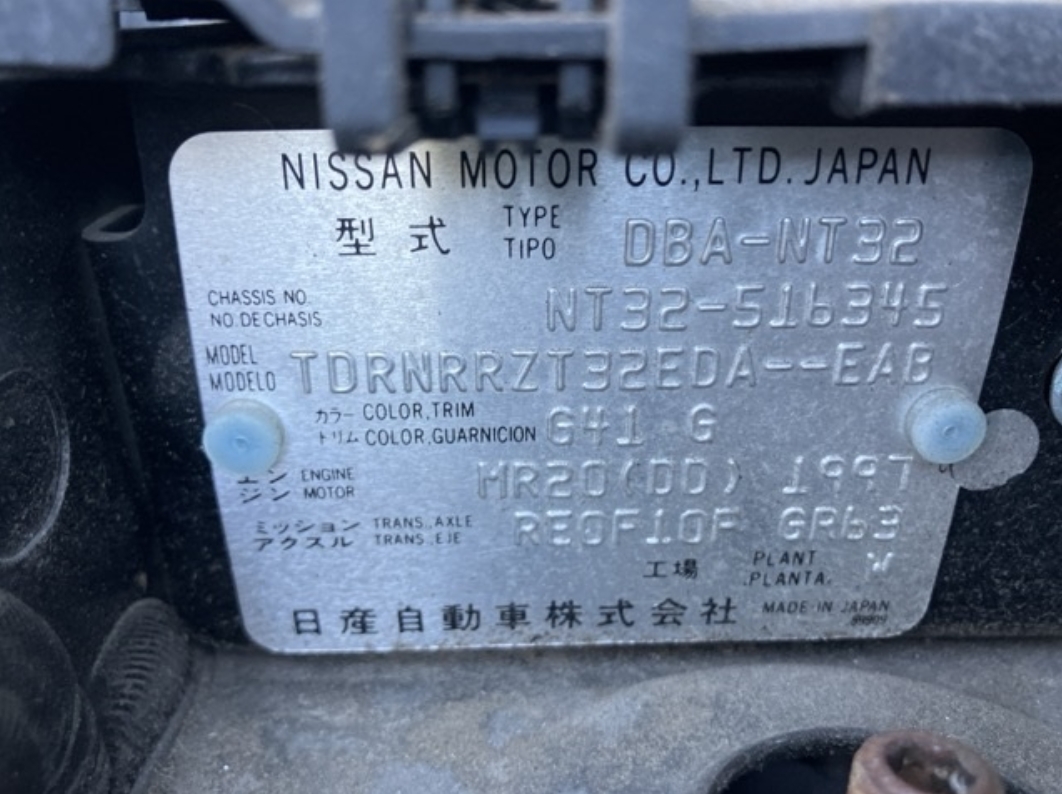 NISSAN MOTOR CO.,LTD. JAPAN
型式 TYPE TIPO DBA-NT32
CHASSIS NO.
NO.DE CHASIS NT32-516345
MODEL
MODELO TDRNRRZT32EDA--EAB
カラー COLOR,TRIM
トリム COLOR,GUARNICION G41 G
エンジン ENGINE MOTOR MR20(DD) 1997
ミッション TRANS.,AXLE
アクスル TRANS.,EJE RE0F10F GR63
工場 PLANT PLANTA W
日産自動車株式会社 MADE IN JAPAN